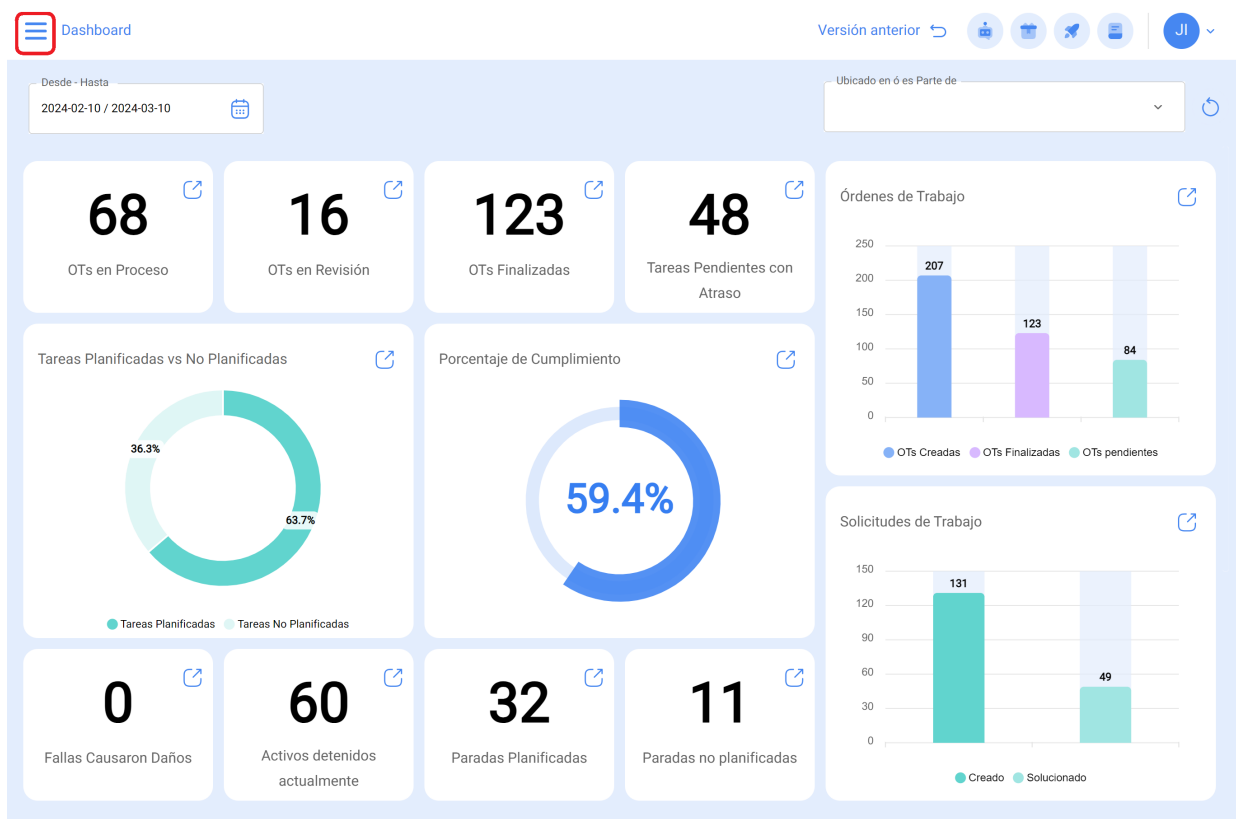 Dashboard
Versión anterior
JI
Desde - Hasta
2024-02-10 / 2024-03-10
Ubicado en ó es Parte de
68
OTs en Proceso
16
OTs en Revisión
123
OTs Finalizadas
48
Tareas Pendientes con
Atraso
Órdenes de Trabajo
250
200
150
100
50
0
207
123
84
OTs Creadas
OTs Finalizadas
OTs pendientes
Tareas Planificadas vs No Planificadas
36.3%
63.7%
Tareas Planificadas
Tareas No Planificadas
Porcentaje de Cumplimiento
59.4%
Solicitudes de Trabajo
150
120
90
60
30
0
131
49
Creado
Solucionado
0
Fallas Causaron Daños
60
Activos detenidos
actualmente
32
Paradas Planificadas
11
Paradas no planificadas